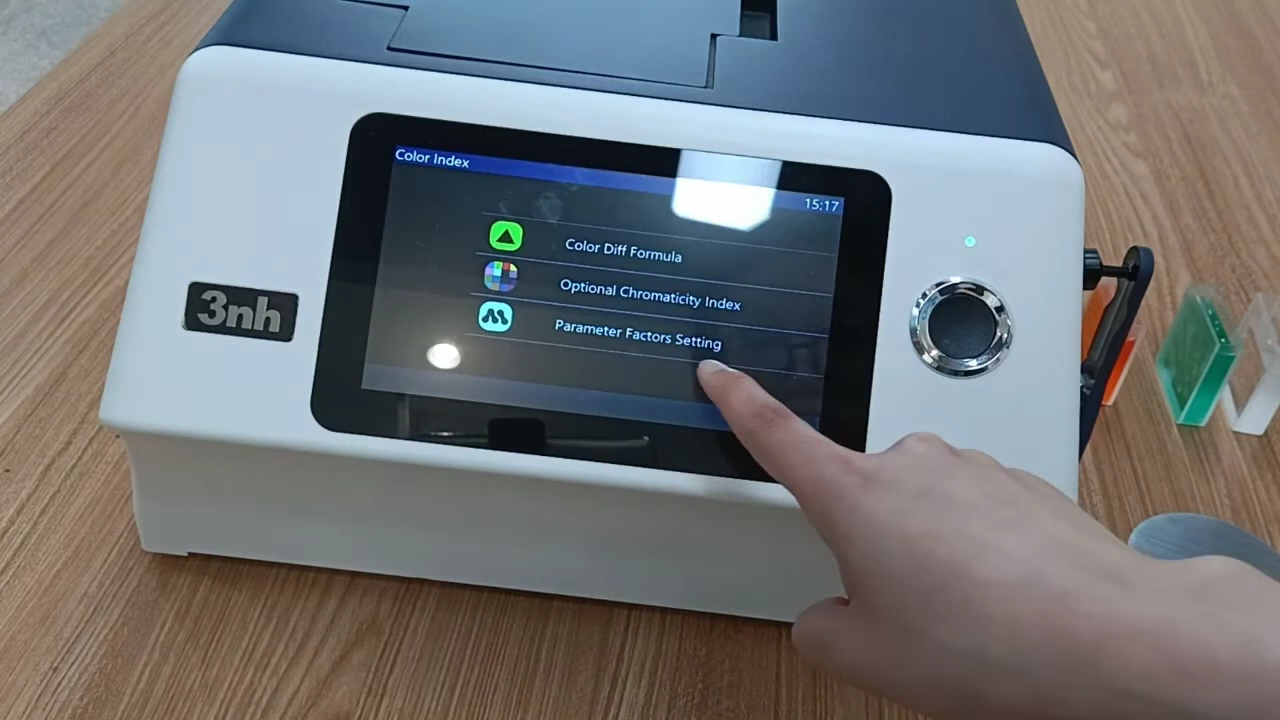 Color Index
15:17
Color Diff Formula
Optional Chromaticity Index
Parameter Factors Setting
3nh